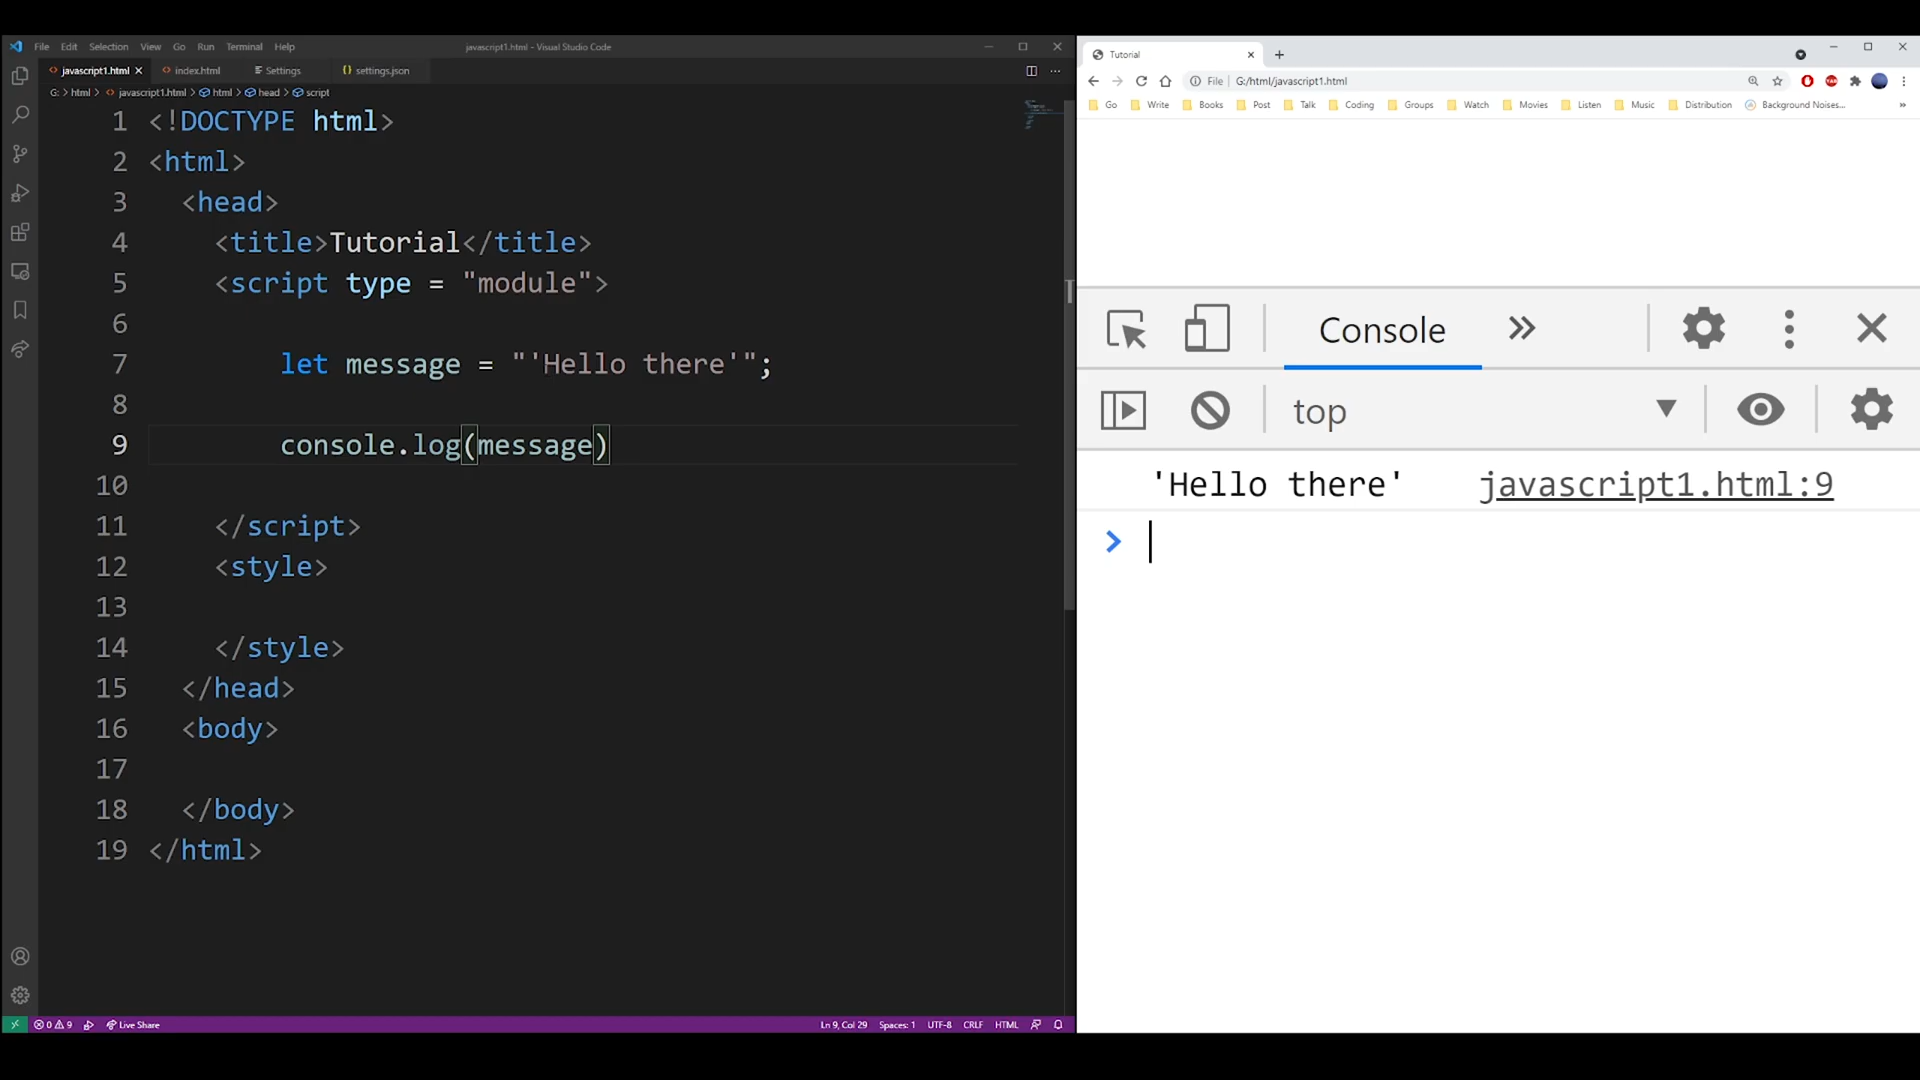 File Edit Selection View Go Run Terminal Help
javascript1.html - Visual Studio Code
javascript1.html index.html Settings settings.json
G: > html > javascript1.html > html > head > script
1 <!DOCTYPE html>
2 <html>
3 <head>
4 <title>Tutorial</title>
5 <script type = "module">
6
7 let message = "'Hello there'";
8
9 console.log(message)
10
11 </script>
12 <style>
13
14 </style>
15 </head>
16 <body>
17
18 </body>
19 </html>
0 9 Live Share
Ln 9, Col 29 Spaces: 1 UTF-8 CRLF HTML
Tutorial
File G:/html/javascript1.html
Go Write Books Post Talk Coding Groups Watch Movies Listen Music Distribution Background Noises...
Console
top
'Hello there' javascript1.html:9